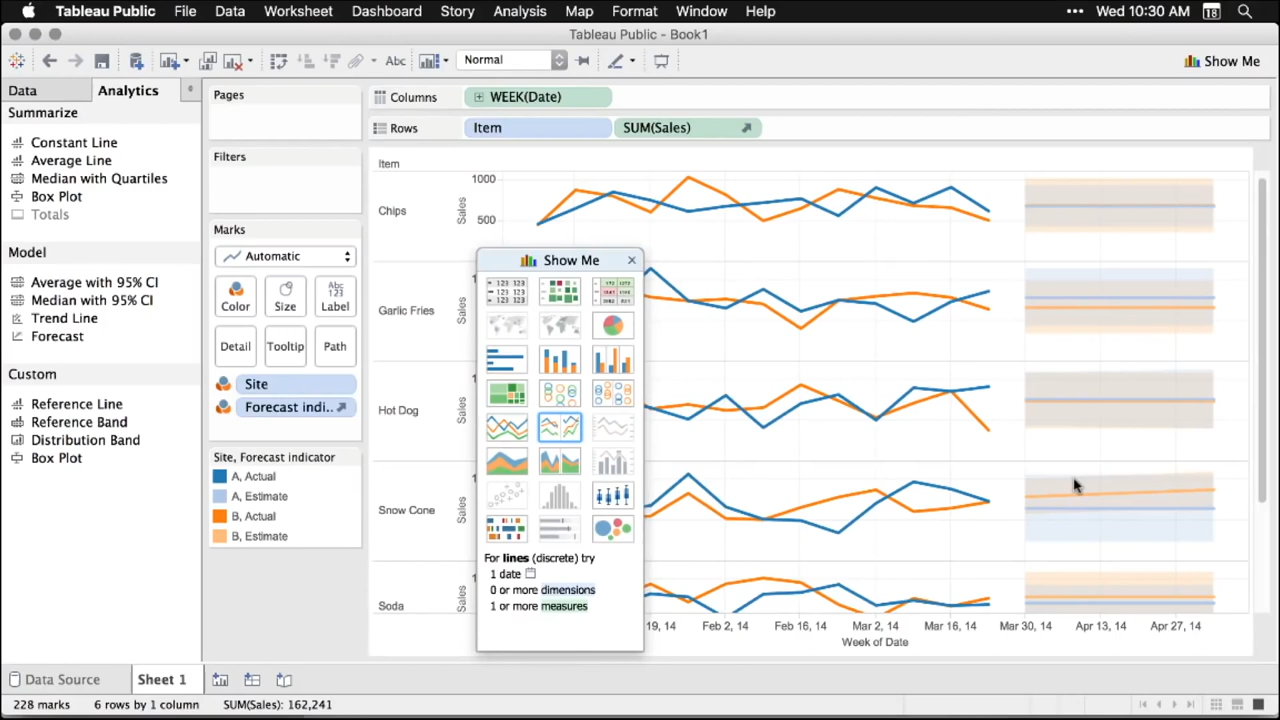 Tableau Public File Data Worksheet Dashboard Story Analysis Map Format Window Help ••• Wed 10:30 AM 18
Tableau Public - Book1
Abc Normal Show Me
Data Analytics
Summarize
Constant Line
Average Line
Median with Quartiles
Box Plot
Totals
Model
Average with 95% CI
Median with 95% CI
Trend Line
Forecast
Custom
Reference Line
Reference Band
Distribution Band
Box Plot
Pages
Filters
Marks
Automatic
Color Size Abc 123 Label
Detail Tooltip Path
Site
Forecast indi..
Site, Forecast indicator
A, Actual
A, Estimate
B, Actual
B, Estimate
Columns WEEK(Date)
Rows Item SUM(Sales)
Item
Chips Sales 1000
500
Garlic Fries Sales
Hot Dog Sales
Snow Cone Sales
Soda Sales
Show Me
For lines (discrete) try
1 date
0 or more dimensions
1 or more measures
19, 14 Feb 2, 14 Feb 16, 14 Mar 2, 14 Mar 16, 14 Mar 30, 14 Apr 13, 14 Apr 27, 14
Week of Date
Data Source Sheet 1
228 marks 6 rows by 1 column SUM(Sales): 162,241